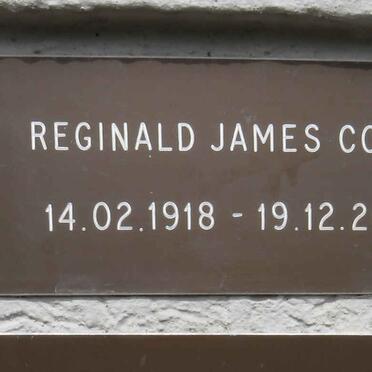 REGINALD JAMES CO
14.02.1918 - 19.12.2